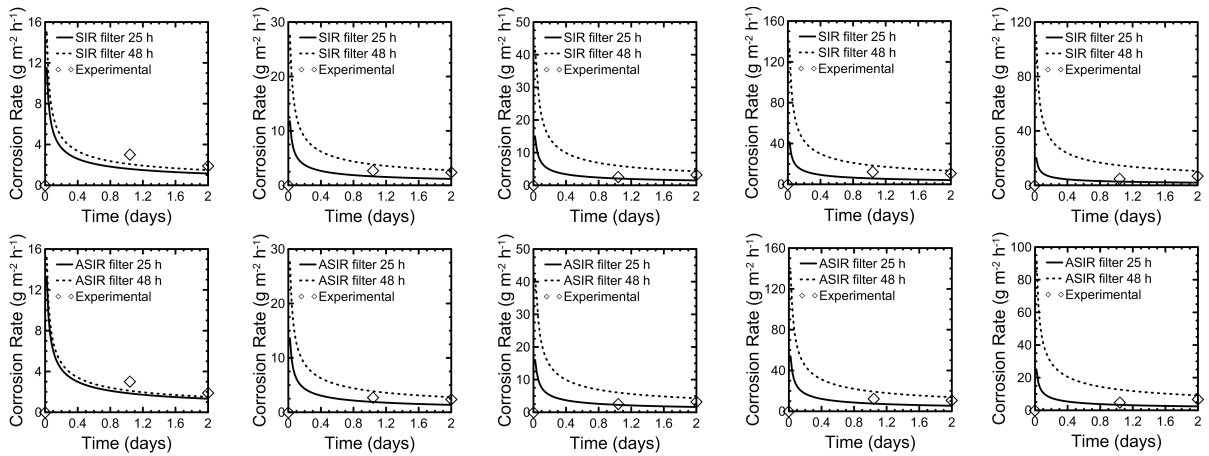 Corrosion Rate (g m⁻² h⁻¹)
16
12
8
4
0
SIR filter 25 h
SIR filter 48 h
Experimental
0 0.4 0.8 1.2 1.6 2
Time (days)
Corrosion Rate (g m⁻² h⁻¹)
30
20
10
0
SIR filter 25 h
SIR filter 48 h
Experimental
0 0.4 0.8 1.2 1.6 2
Time (days)
Corrosion Rate (g m⁻² h⁻¹)
50
40
30
20
10
0
SIR filter 25 h
SIR filter 48 h
Experimental
0 0.4 0.8 1.2 1.6 2
Time (days)
Corrosion Rate (g m⁻² h⁻¹)
160
120
80
40
0
SIR filter 25 h
SIR filter 48 h
Experimental
0 0.4 0.8 1.2 1.6 2
Time (days)
Corrosion Rate (g m⁻² h⁻¹)
120
80
40
0
SIR filter 25 h
SIR filter 48 h
Experimental
0 0.4 0.8 1.2 1.6 2
Time (days)
Corrosion Rate (g m⁻² h⁻¹)
16
12
8
4
0
ASIR filter 25 h
ASIR filter 48 h
Experimental
0 0.4 0.8 1.2 1.6 2
Time (days)
Corrosion Rate (g m⁻² h⁻¹)
30
20
10
0
ASIR filter 25 h
ASIR filter 48 h
Experimental
0 0.4 0.8 1.2 1.6 2
Time (days)
Corrosion Rate (g m⁻² h⁻¹)
50
40
30
20
10
0
ASIR filter 25 h
ASIR filter 48 h
Experimental
0 0.4 0.8 1.2 1.6 2
Time (days)
Corrosion Rate (g m⁻² h⁻¹)
160
120
80
40
0
ASIR filter 25 h
ASIR filter 48 h
Experimental
0 0.4 0.8 1.2 1.6 2
Time (days)
Corrosion Rate (g m⁻² h⁻¹)
100
80
60
40
20
0
ASIR filter 25 h
ASIR filter 48 h
Experimental
0 0.4 0.8 1.2 1.6 2
Time (days)